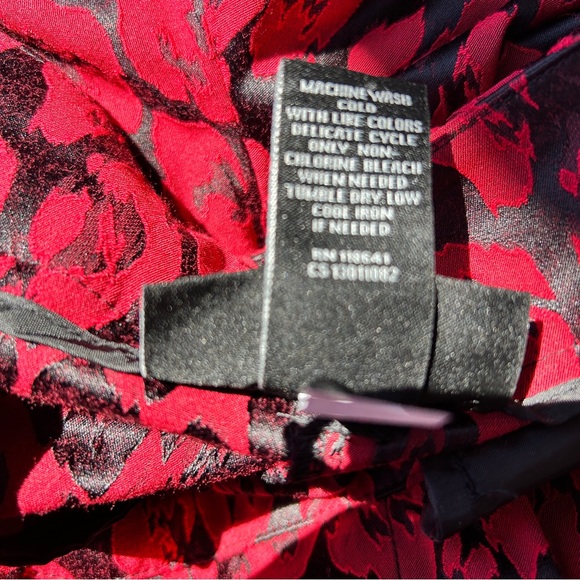 MACHINE WASH
COLD
WITH LIKE COLORS
DELICATE CYCLE
ONLY - NON-
CHLORINE BLEACH
WHEN NEEDED
TUMBLE DRY, LOW
COOL IRON
IF NEEDED
RN 118641
CS 13011082